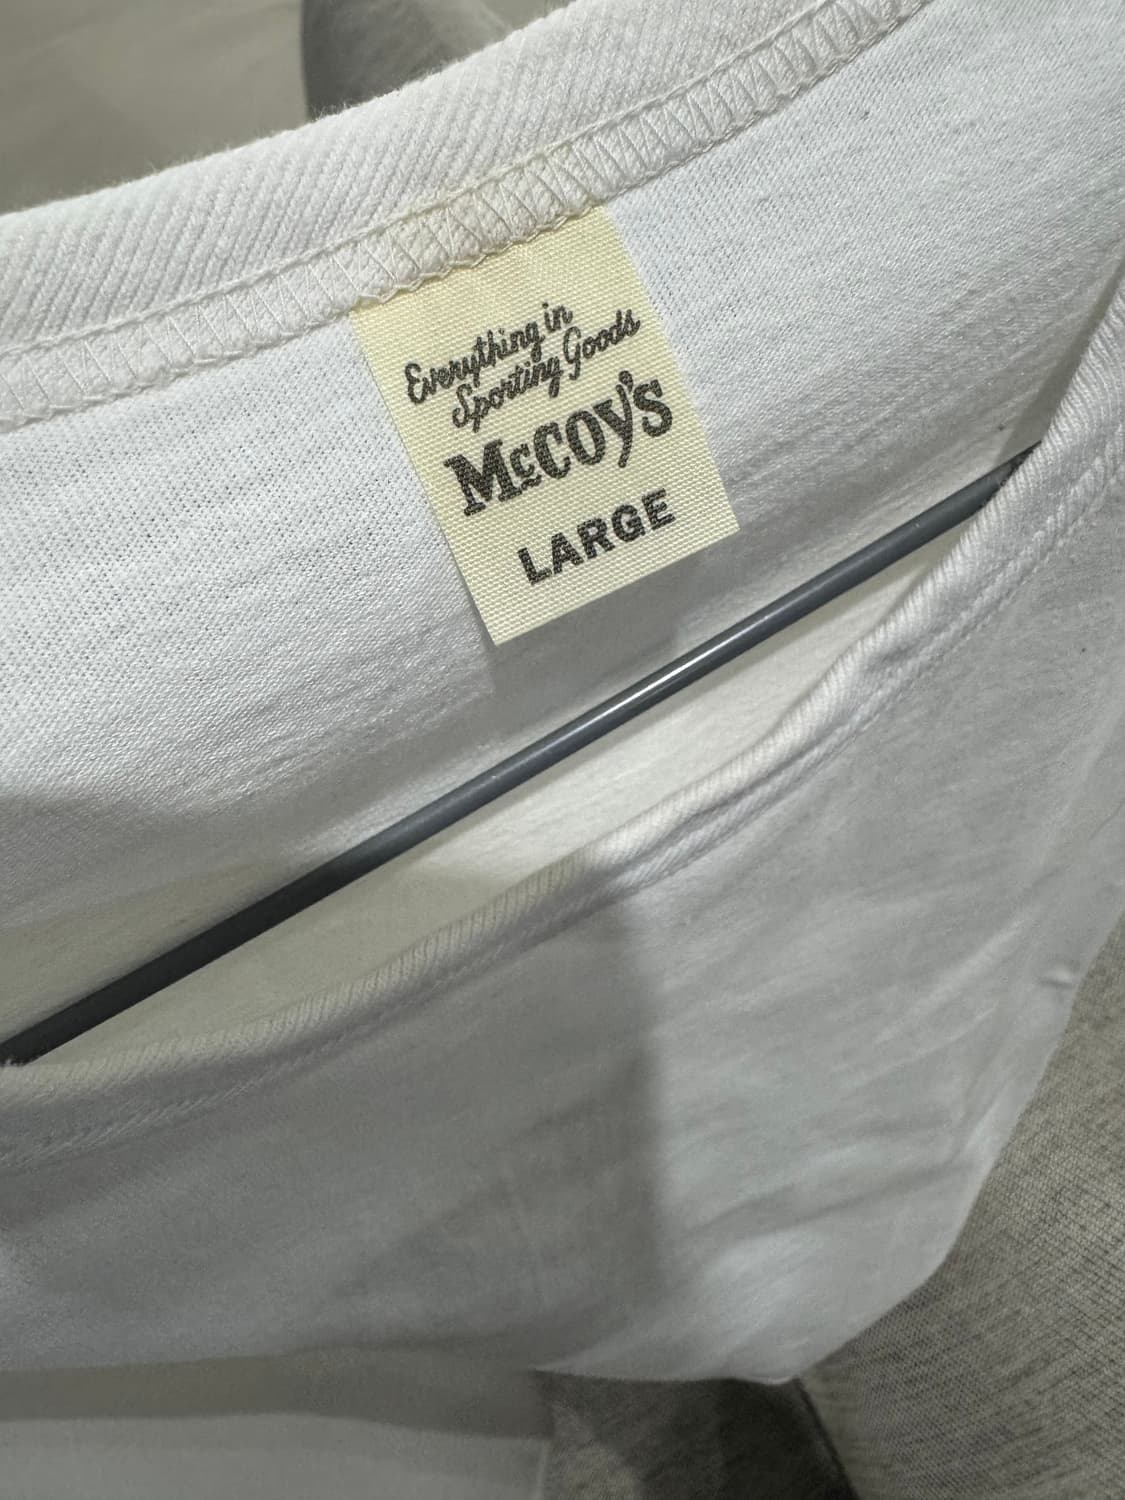 Everything in
Sporting Goods
McCOY'S
LARGE